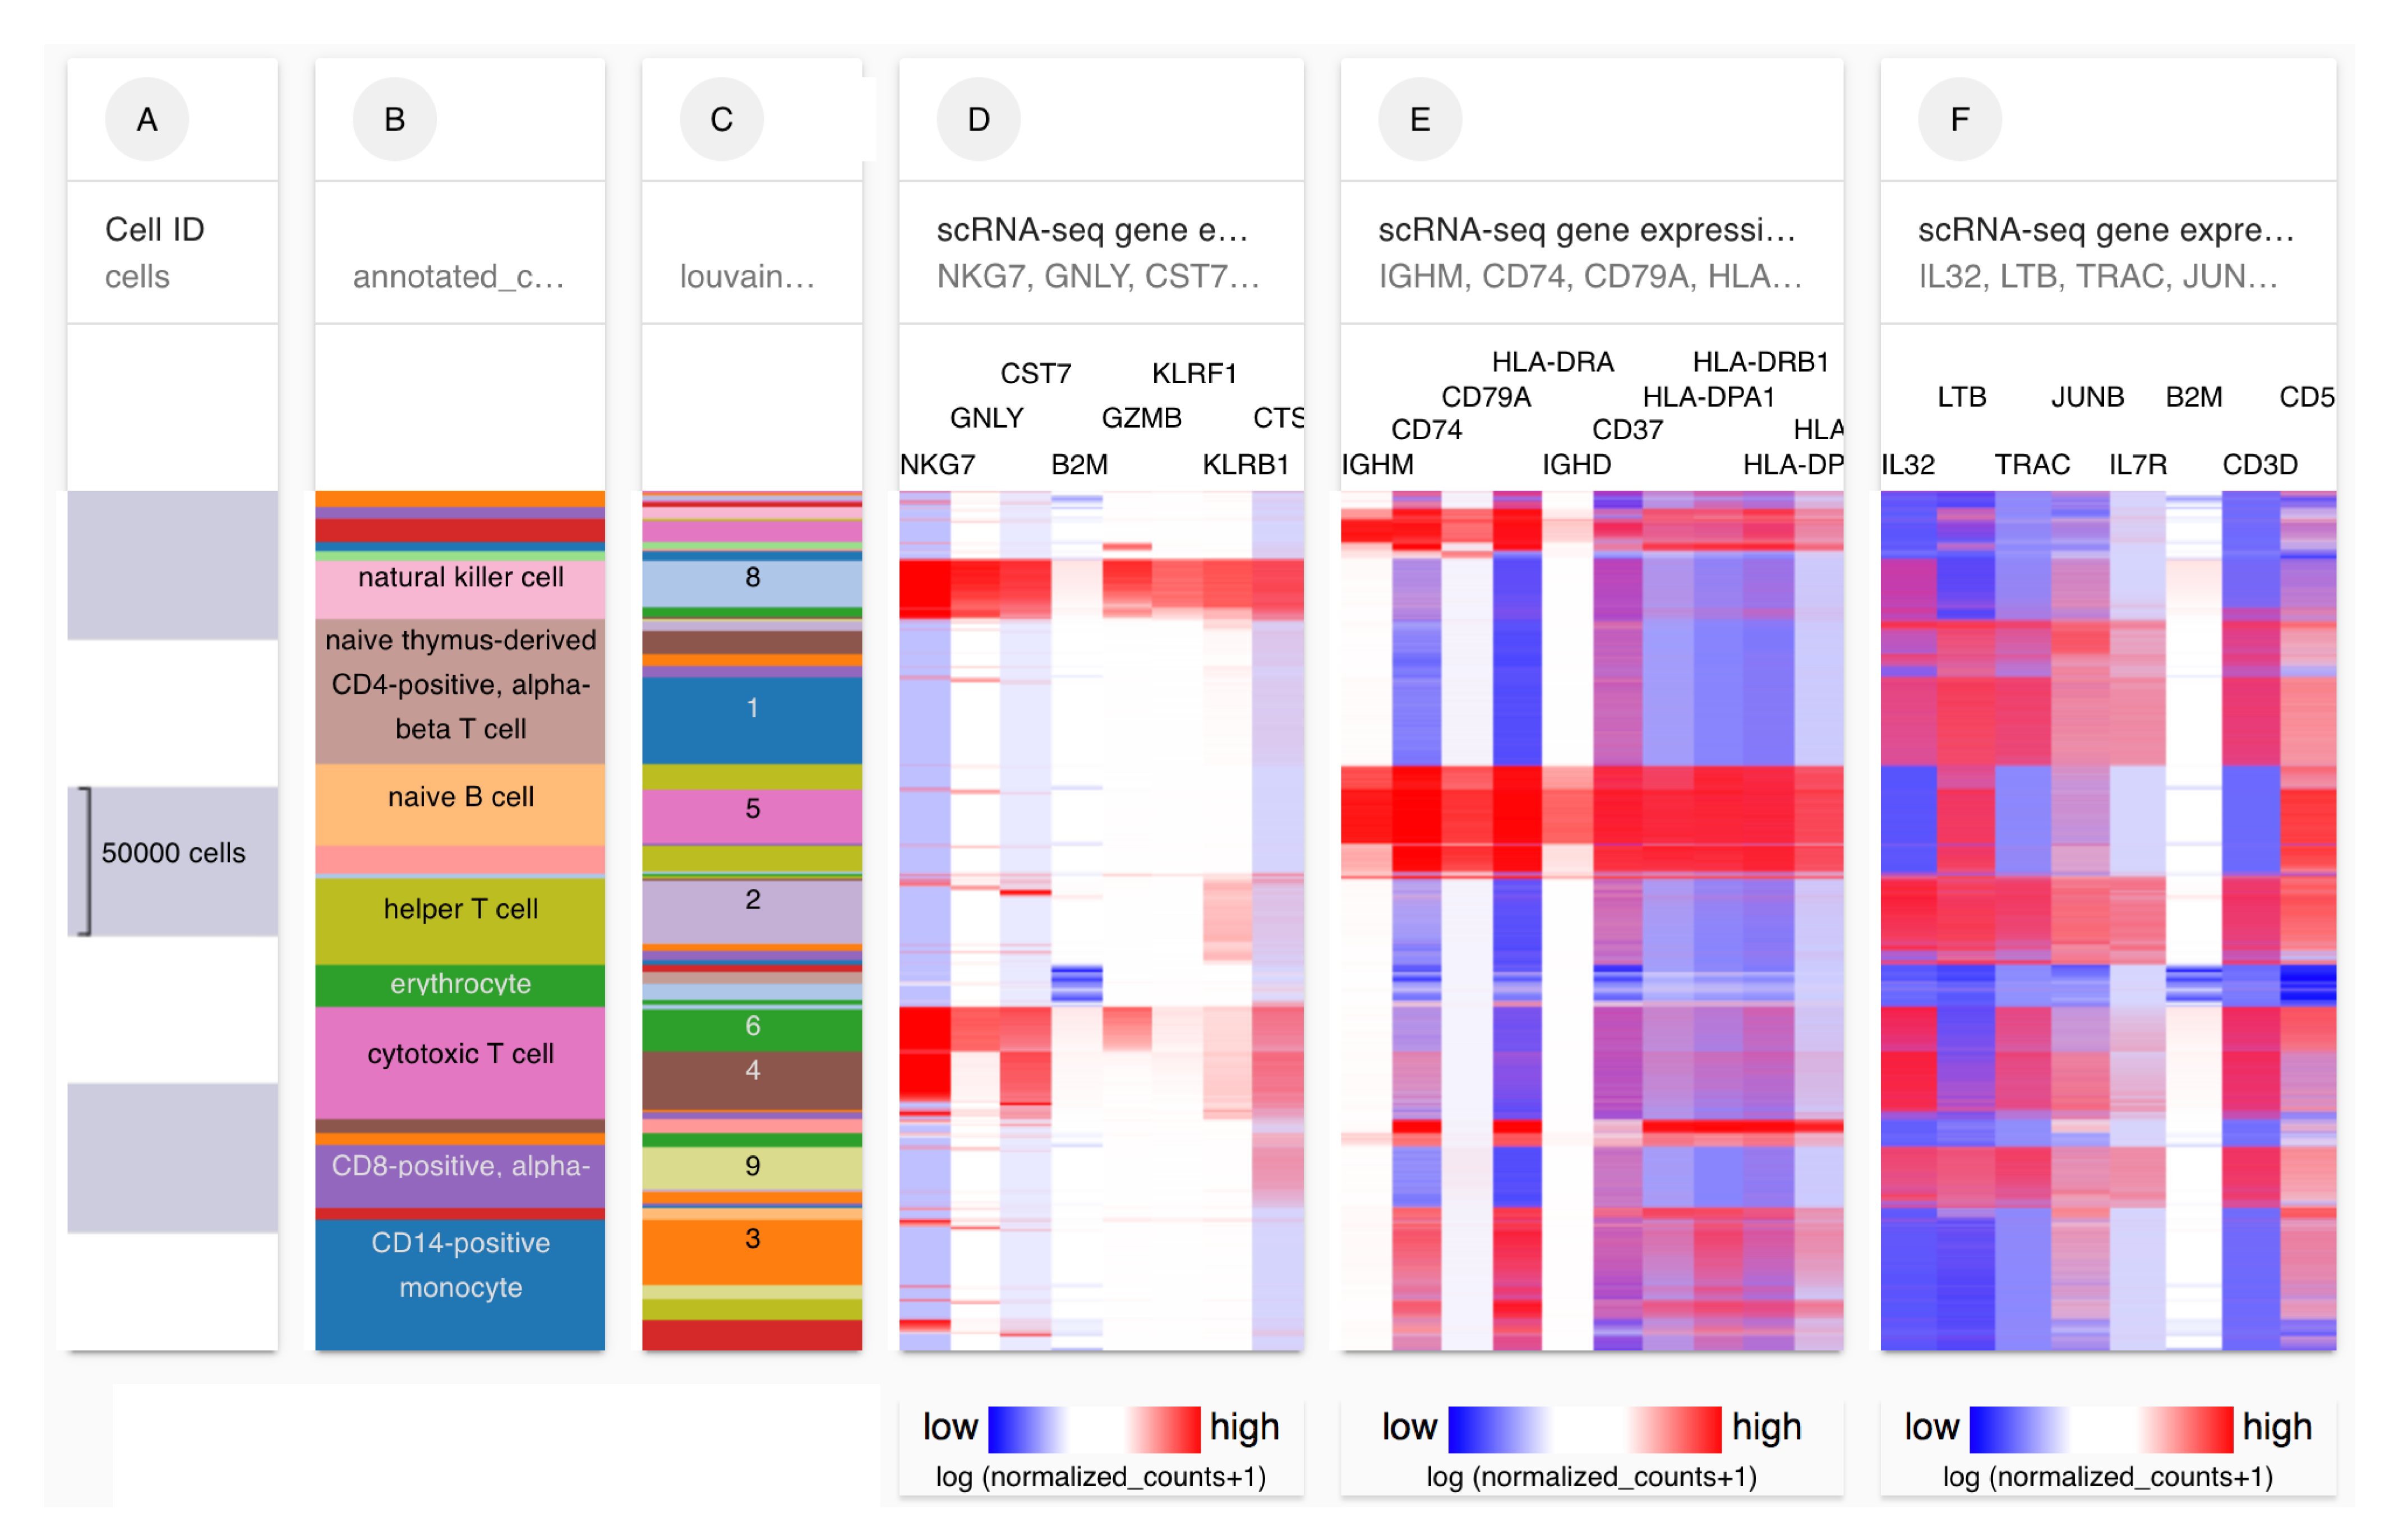 A
B
C
D
E
F
Cell ID
cells
annotated_c...
louvain...
scRNA-seq gene e...
NKG7, GNLY, CST7...
scRNA-seq gene expressi...
IGHM, CD74, CD79A, HLA...
scRNA-seq gene expre...
IL32, LTB, TRAC, JUN...
CST7 KLRF1
GNLY GZMB CTS
NKG7 B2M KLRB1
HLA-DRA HLA-DRB1
CD79A HLA-DPA1
CD74 CD37 HLA
IGHM IGHD HLA-DP
LTB JUNB B2M CD5
IL32 TRAC IL7R CD3D
50000 cells
natural killer cell
naive thymus-derived
CD4-positive, alpha-
beta T cell
naive B cell
helper T cell
erythrocyte
cytotoxic T cell
CD8-positive, alpha-
CD14-positive
monocyte
8
1
5
2
6
4
9
3
low high
log (normalized_counts+1)
low high
log (normalized_counts+1)
low high
log (normalized_counts+1)